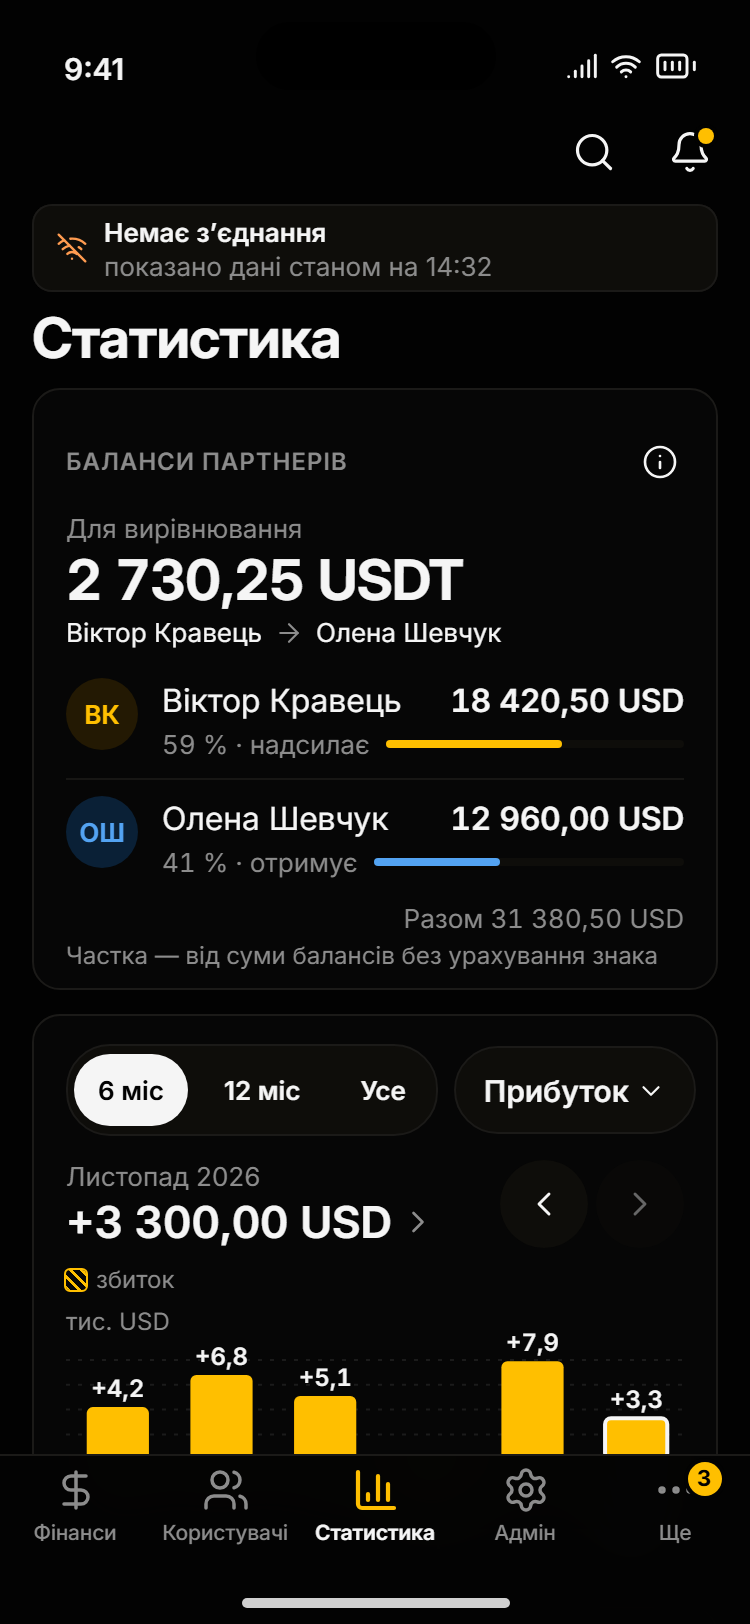 9:41
Немає з’єднання
показано дані станом на 14:32
Статистика
БАЛАНСИ ПАРТНЕРІВ
Для вирівнювання
2 730,25 USDT
Віктор Кравець → Олена Шевчук
ВК
Віктор Кравець 18 420,50 USD
59 % · надсилає
ОШ
Олена Шевчук 12 960,00 USD
41 % · отримує
Разом 31 380,50 USD
Частка — від суми балансів без урахування знака
6 міс 12 міс Усе Прибуток
Листопад 2026
+3 300,00 USD
збиток
тис. USD
+4,2 +6,8 +5,1 +7,9 +3,3
3
Фінанси Користувачі Статистика Адмін Ще